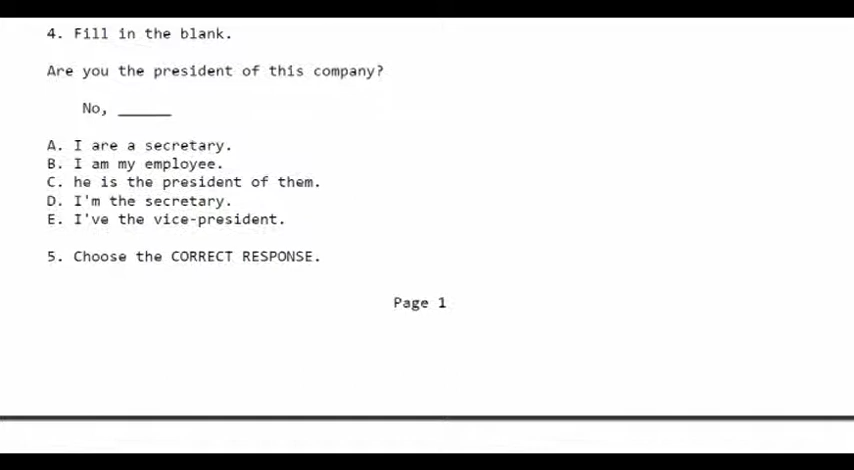 4. Fill in the blank.
Are you the president of this company?
No, ______
A. I are a secretary.
B. I am my employee.
C. he is the president of them.
D. I'm the secretary.
E. I've the vice-president.
5. Choose the CORRECT RESPONSE.
Page 1